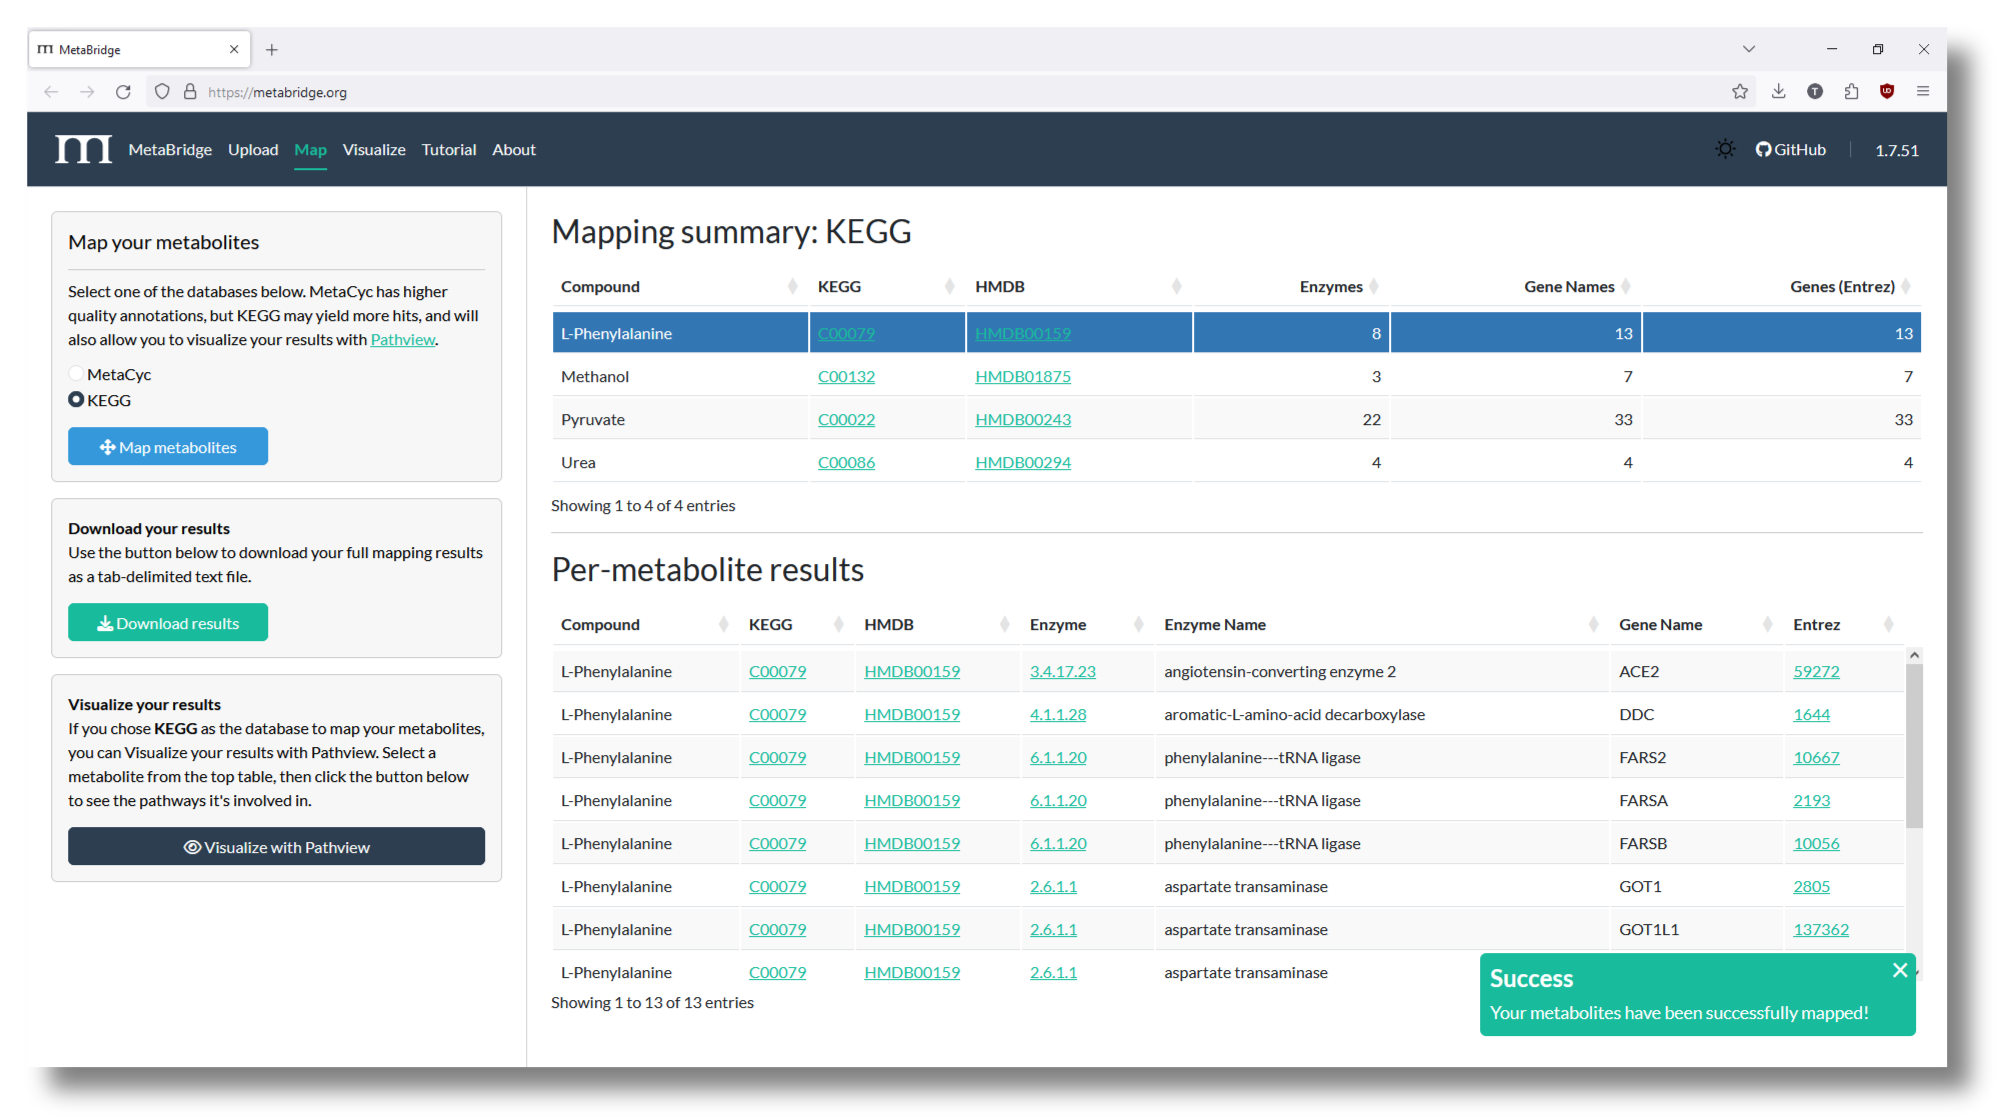 MetaBridge
https://metabridge.org
m MetaBridge Upload Map Visualize Tutorial About GitHub 1.7.51
Map your metabolites
Select one of the databases below. MetaCyc has higher
quality annotations, but KEGG may yield more hits, and will
also allow you to visualize your results with Pathview.
MetaCyc
KEGG
Map metabolites
Download your results
Use the button below to download your full mapping results
as a tab-delimited text file.
Download results
Visualize your results
If you chose KEGG as the database to map your metabolites,
you can Visualize your results with Pathview. Select a
metabolite from the top table, then click the button below
to see the pathways it's involved in.
Visualize with Pathview
Mapping summary: KEGG
Compound KEGG HMDB Enzymes Gene Names Genes (Entrez)
L-Phenylalanine C00079 HMDB00159 8 13 13
Methanol C00132 HMDB01875 3 7 7
Pyruvate C00022 HMDB00243 22 33 33
Urea C00086 HMDB00294 4 4 4
Showing 1 to 4 of 4 entries
Per-metabolite results
Compound KEGG HMDB Enzyme Enzyme Name Gene Name Entrez
L-Phenylalanine C00079 HMDB00159 3.4.17.23 angiotensin-converting enzyme 2 ACE2 59272
L-Phenylalanine C00079 HMDB00159 4.1.1.28 aromatic-L-amino-acid decarboxylase DDC 1644
L-Phenylalanine C00079 HMDB00159 6.1.1.20 phenylalanine---tRNA ligase FARS2 10667
L-Phenylalanine C00079 HMDB00159 6.1.1.20 phenylalanine---tRNA ligase FARSA 2193
L-Phenylalanine C00079 HMDB00159 6.1.1.20 phenylalanine---tRNA ligase FARSB 10056
L-Phenylalanine C00079 HMDB00159 2.6.1.1 aspartate transaminase GOT1 2805
L-Phenylalanine C00079 HMDB00159 2.6.1.1 aspartate transaminase GOT1L1 137362
L-Phenylalanine C00079 HMDB00159 2.6.1.1 aspartate transaminase
Showing 1 to 13 of 13 entries
Success
Your metabolites have been successfully mapped!